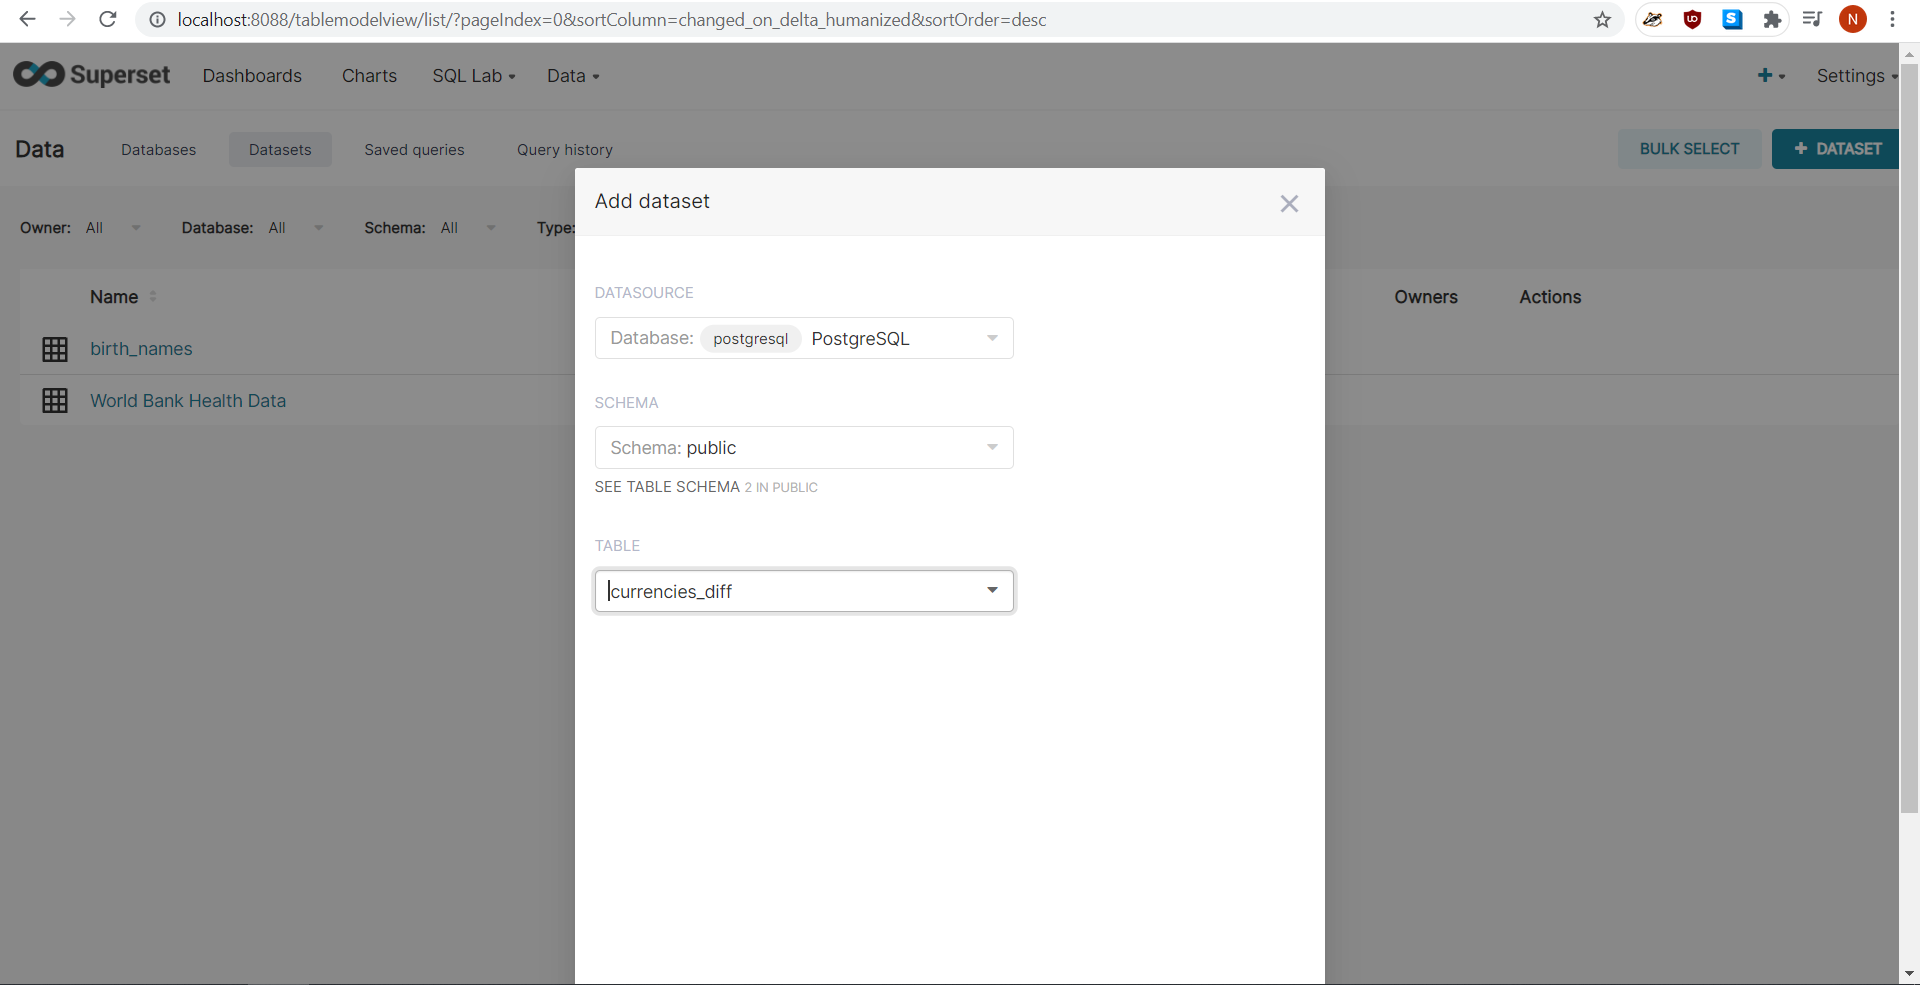 localhost:8088/tablemodelview/list/?pageIndex=0&sortColumn=changed_on_delta_humanized&sortOrder=desc
UD
S
N
Superset
Dashboards
Charts
SQL Lab
Data
+
Settings
Data
Databases
Datasets
Saved queries
Query history
BULK SELECT
+ DATASET
Add dataset
Owner: All
Database: All
Schema: All
Type:
DATASOURCE
Name
Owners
Actions
Database: postgresql PostgreSQL
birth_names
World Bank Health Data
SCHEMA
Schema: public
SEE TABLE SCHEMA 2 IN PUBLIC
TABLE
currencies_diff